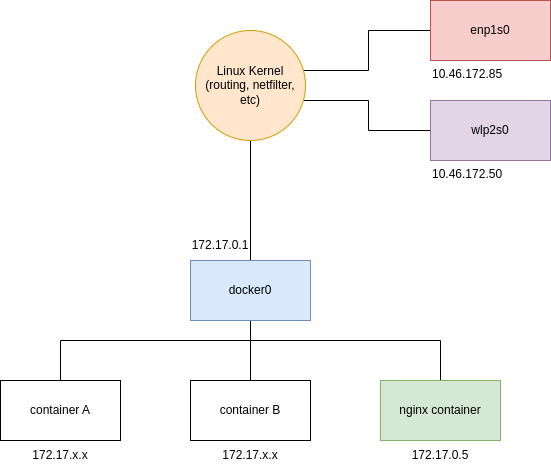 enp1s0
Linux Kernel
(routing, netfilter,
etc)
10.46.172.85
wlp2s0
10.46.172.50
172.17.0.1
docker0
container A
container B
nginx container
172.17.x.x
172.17.x.x
172.17.0.5